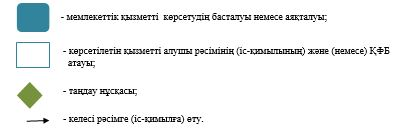 - мемлекеттік қызметті көрсетудің басталуы немесе аяқталуы;
- көрсетілетін қызметті алушы рәсімінің (іс-қимылының) және (немесе) ҚФБ
атауы;
- таңдау нұсқасы;
- келесі рәсімге (іс-қимылға) өту.